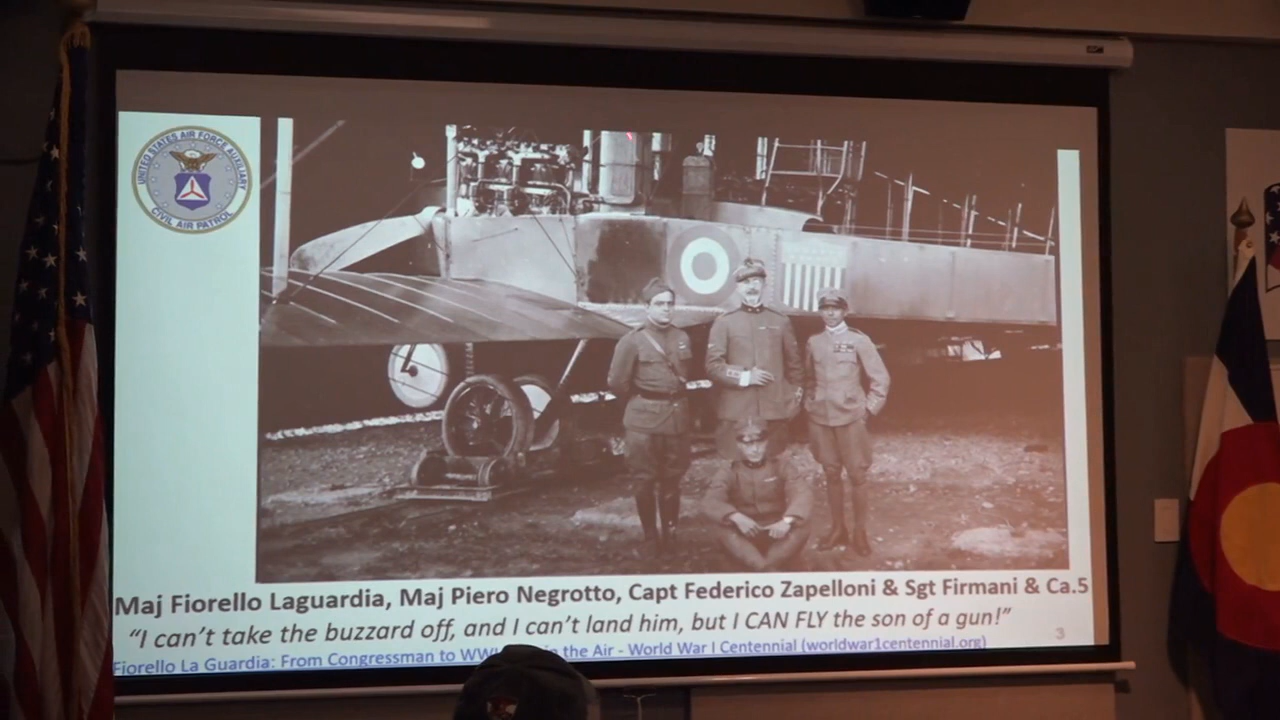 UNITED STATES AIR FORCE AUXILIARY
CIVIL AIR PATROL
Maj Fiorello Laguardia, Maj Piero Negrotto, Capt Federico Zapelloni & Sgt Firmani & Ca.5
“I can’t take the buzzard off, and I can’t land him, but I CAN FLY the son of a gun!”
3
Fiorello La Guardia: From Congressman to the Air - World War I Centennial (worldwar1centennial.org)